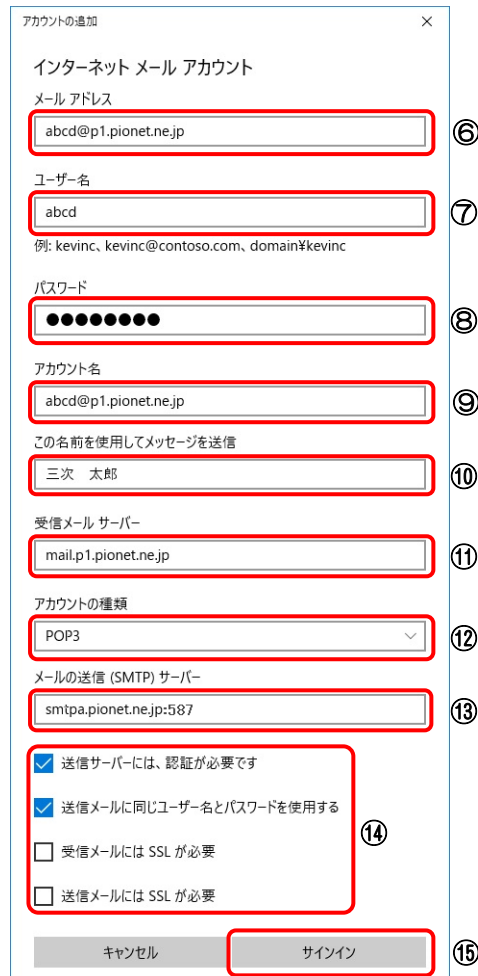 アカウントの追加
インターネット メール アカウント
メール アドレス
abcd@p1.pionet.ne.jp ⑥
ユーザー名
abcd ⑦
例: kevinc、kevinc@contoso.com、domain¥kevinc
パスワード
●●●●●●●● ⑧
アカウント名
abcd@p1.pionet.ne.jp ⑨
この名前を使用してメッセージを送信
三次　太郎 ⑩
受信メール サーバー
mail.p1.pionet.ne.jp ⑪
アカウントの種類
POP3 ⑫
メールの送信 (SMTP) サーバー
smtpa.pionet.ne.jp:587 ⑬
送信サーバーには、認証が必要です
送信メールに同じユーザー名とパスワードを使用する
⑭
受信メールには SSL が必要
送信メールには SSL が必要
キャンセル サインイン ⑮